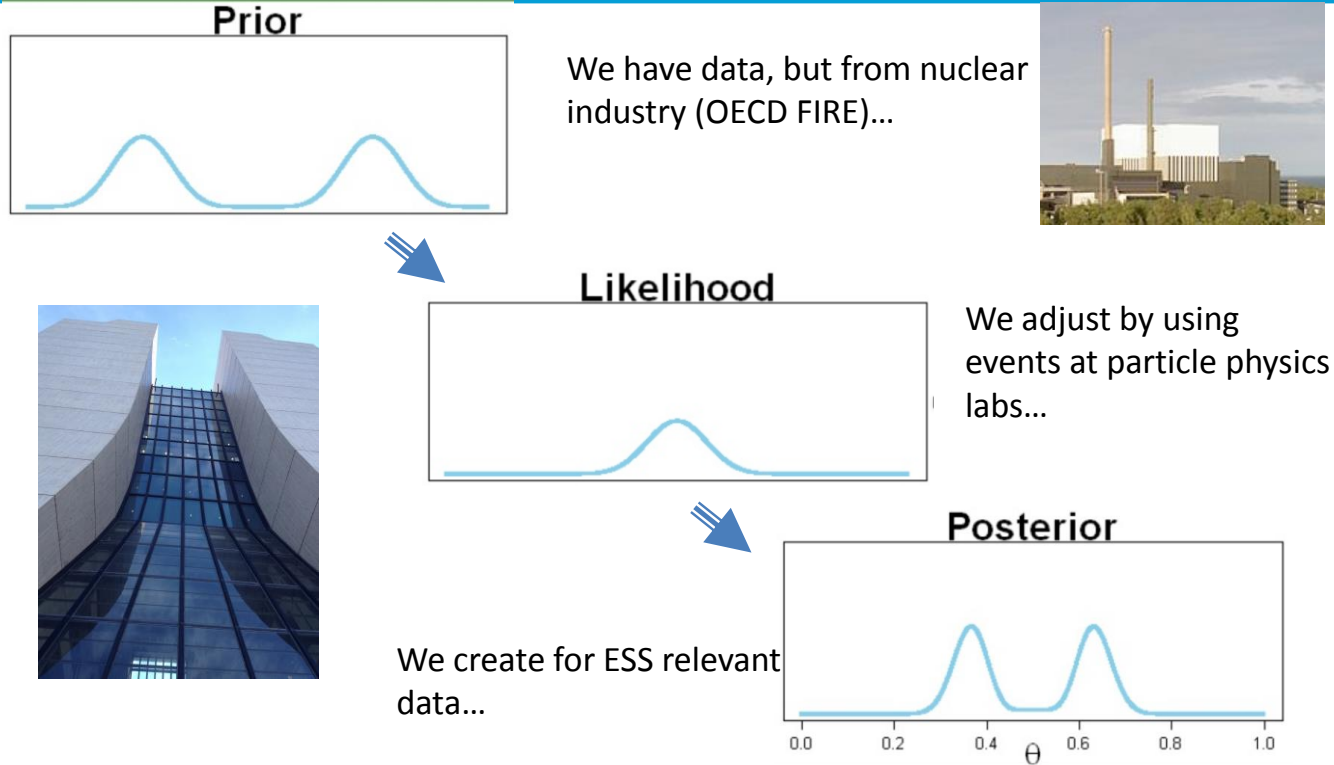 Prior
We have data, but from nuclear
industry (OECD FIRE)…
Likelihood
We adjust by using
events at particle physics
labs…
Posterior
We create for ESS relevant
data…
0.0 0.2 0.4 0.6 0.8 1.0
θ